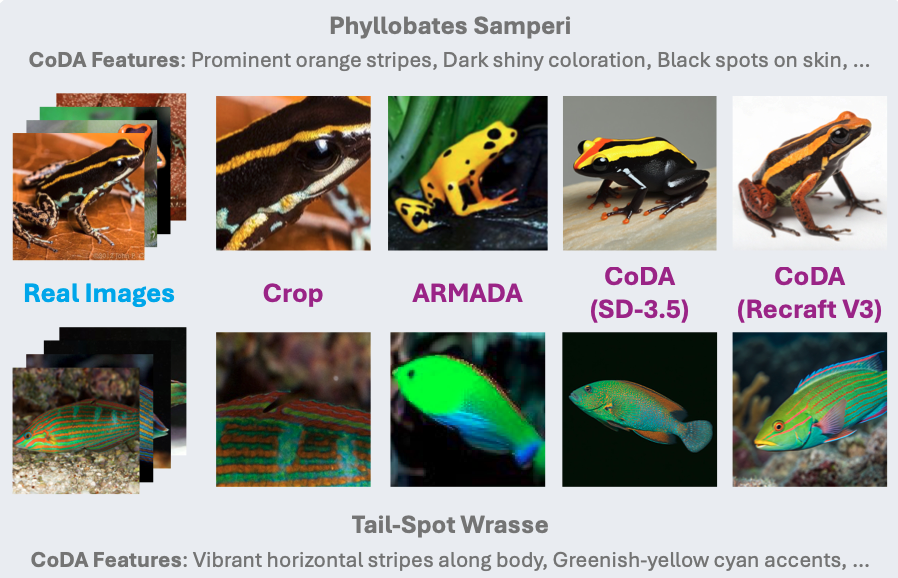 Phyllobates Samperi
CoDA Features: Prominent orange stripes, Dark shiny coloration, Black spots on skin, ...
Real Images
Crop
ARMADA
CoDA
(SD-3.5)
CoDA
(Recraft V3)
Tail-Spot Wrasse
CoDA Features: Vibrant horizontal stripes along body, Greenish-yellow cyan accents, ...